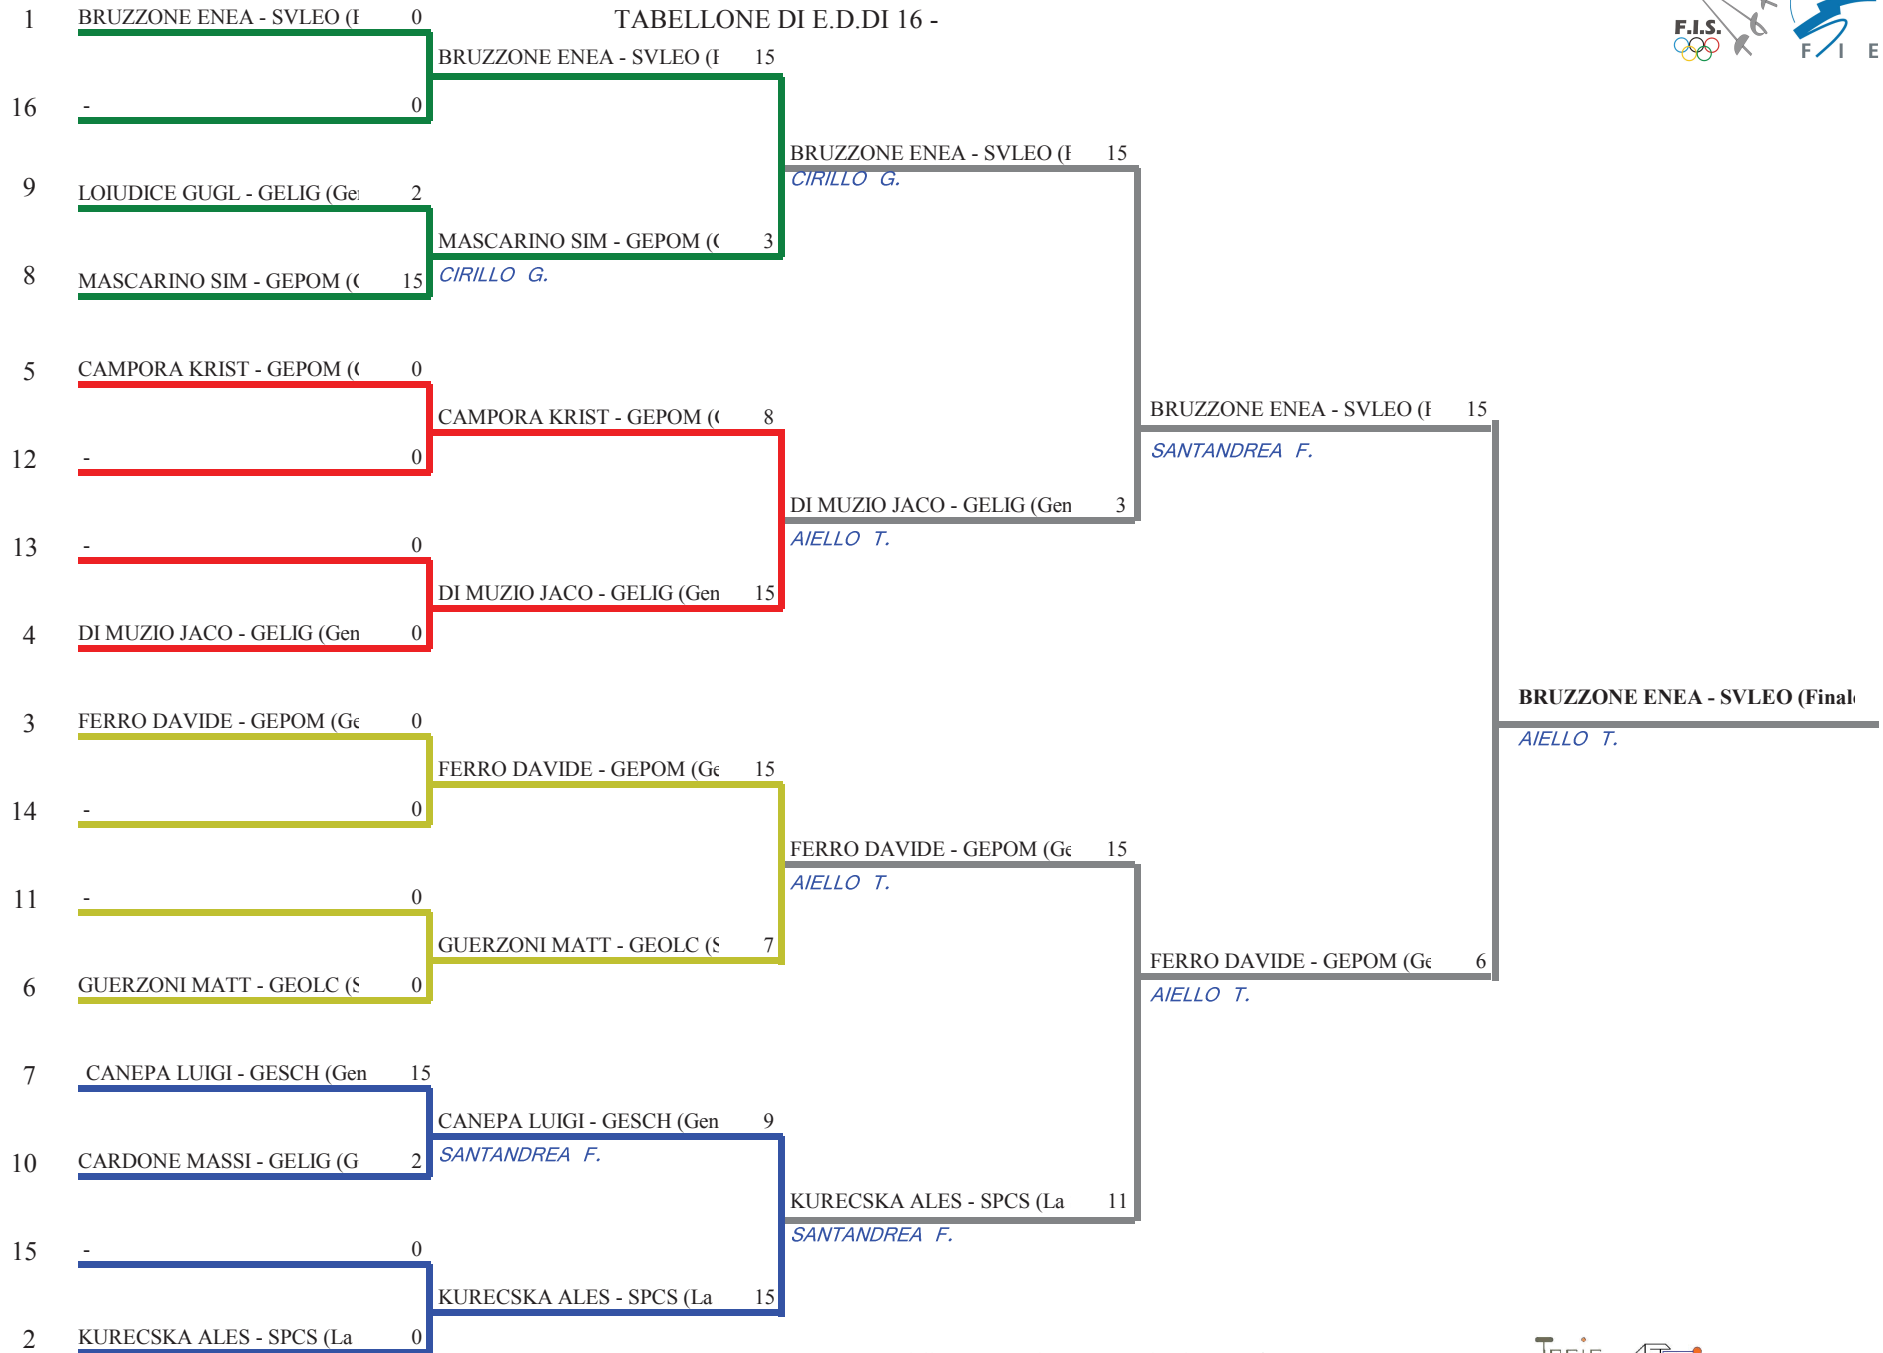 TABELLONE DI E.D.DI 16 -
F.I.S.
F I E
1 BRUZZONE ENEA - SVLEO (F 0
BRUZZONE ENEA - SVLEO (F 15
16 - 0
BRUZZONE ENEA - SVLEO (F 15
CIRILLO G.
9 LOIUDICE GUGL - GELIG (Ge 2
MASCARINO SIM - GEPOM (G 3
CIRILLO G.
8 MASCARINO SIM - GEPOM (G 15
5 CAMPORA KRIST - GEPOM (G 0
BRUZZONE ENEA - SVLEO (F 15
SANTANDREA F.
CAMPORA KRIST - GEPOM (G 8
12 - 0
DI MUZIO JACO - GELIG (Gen 3
AIELLO T.
13 - 0
DI MUZIO JACO - GELIG (Gen 15
4 DI MUZIO JACO - GELIG (Gen 0
BRUZZONE ENEA - SVLEO (Finale
AIELLO T.
3 FERRO DAVIDE - GEPOM (Ge 0
FERRO DAVIDE - GEPOM (Ge 15
14 - 0
FERRO DAVIDE - GEPOM (Ge 15
AIELLO T.
11 - 0
GUERZONI MATT - GEOLC (S 7
FERRO DAVIDE - GEPOM (Ge 6
AIELLO T.
6 GUERZONI MATT - GEOLC (S 0
7 CANEPA LUIGI - GESCH (Gen 15
CANEPA LUIGI - GESCH (Gen 9
SANTANDREA F.
10 CARDONE MASSI - GELIG (G 2
KURECSKA ALES - SPCS (La 11
SANTANDREA F.
15 - 0
KURECSKA ALES - SPCS (La 15
2 KURECSKA ALES - SPCS (La 0